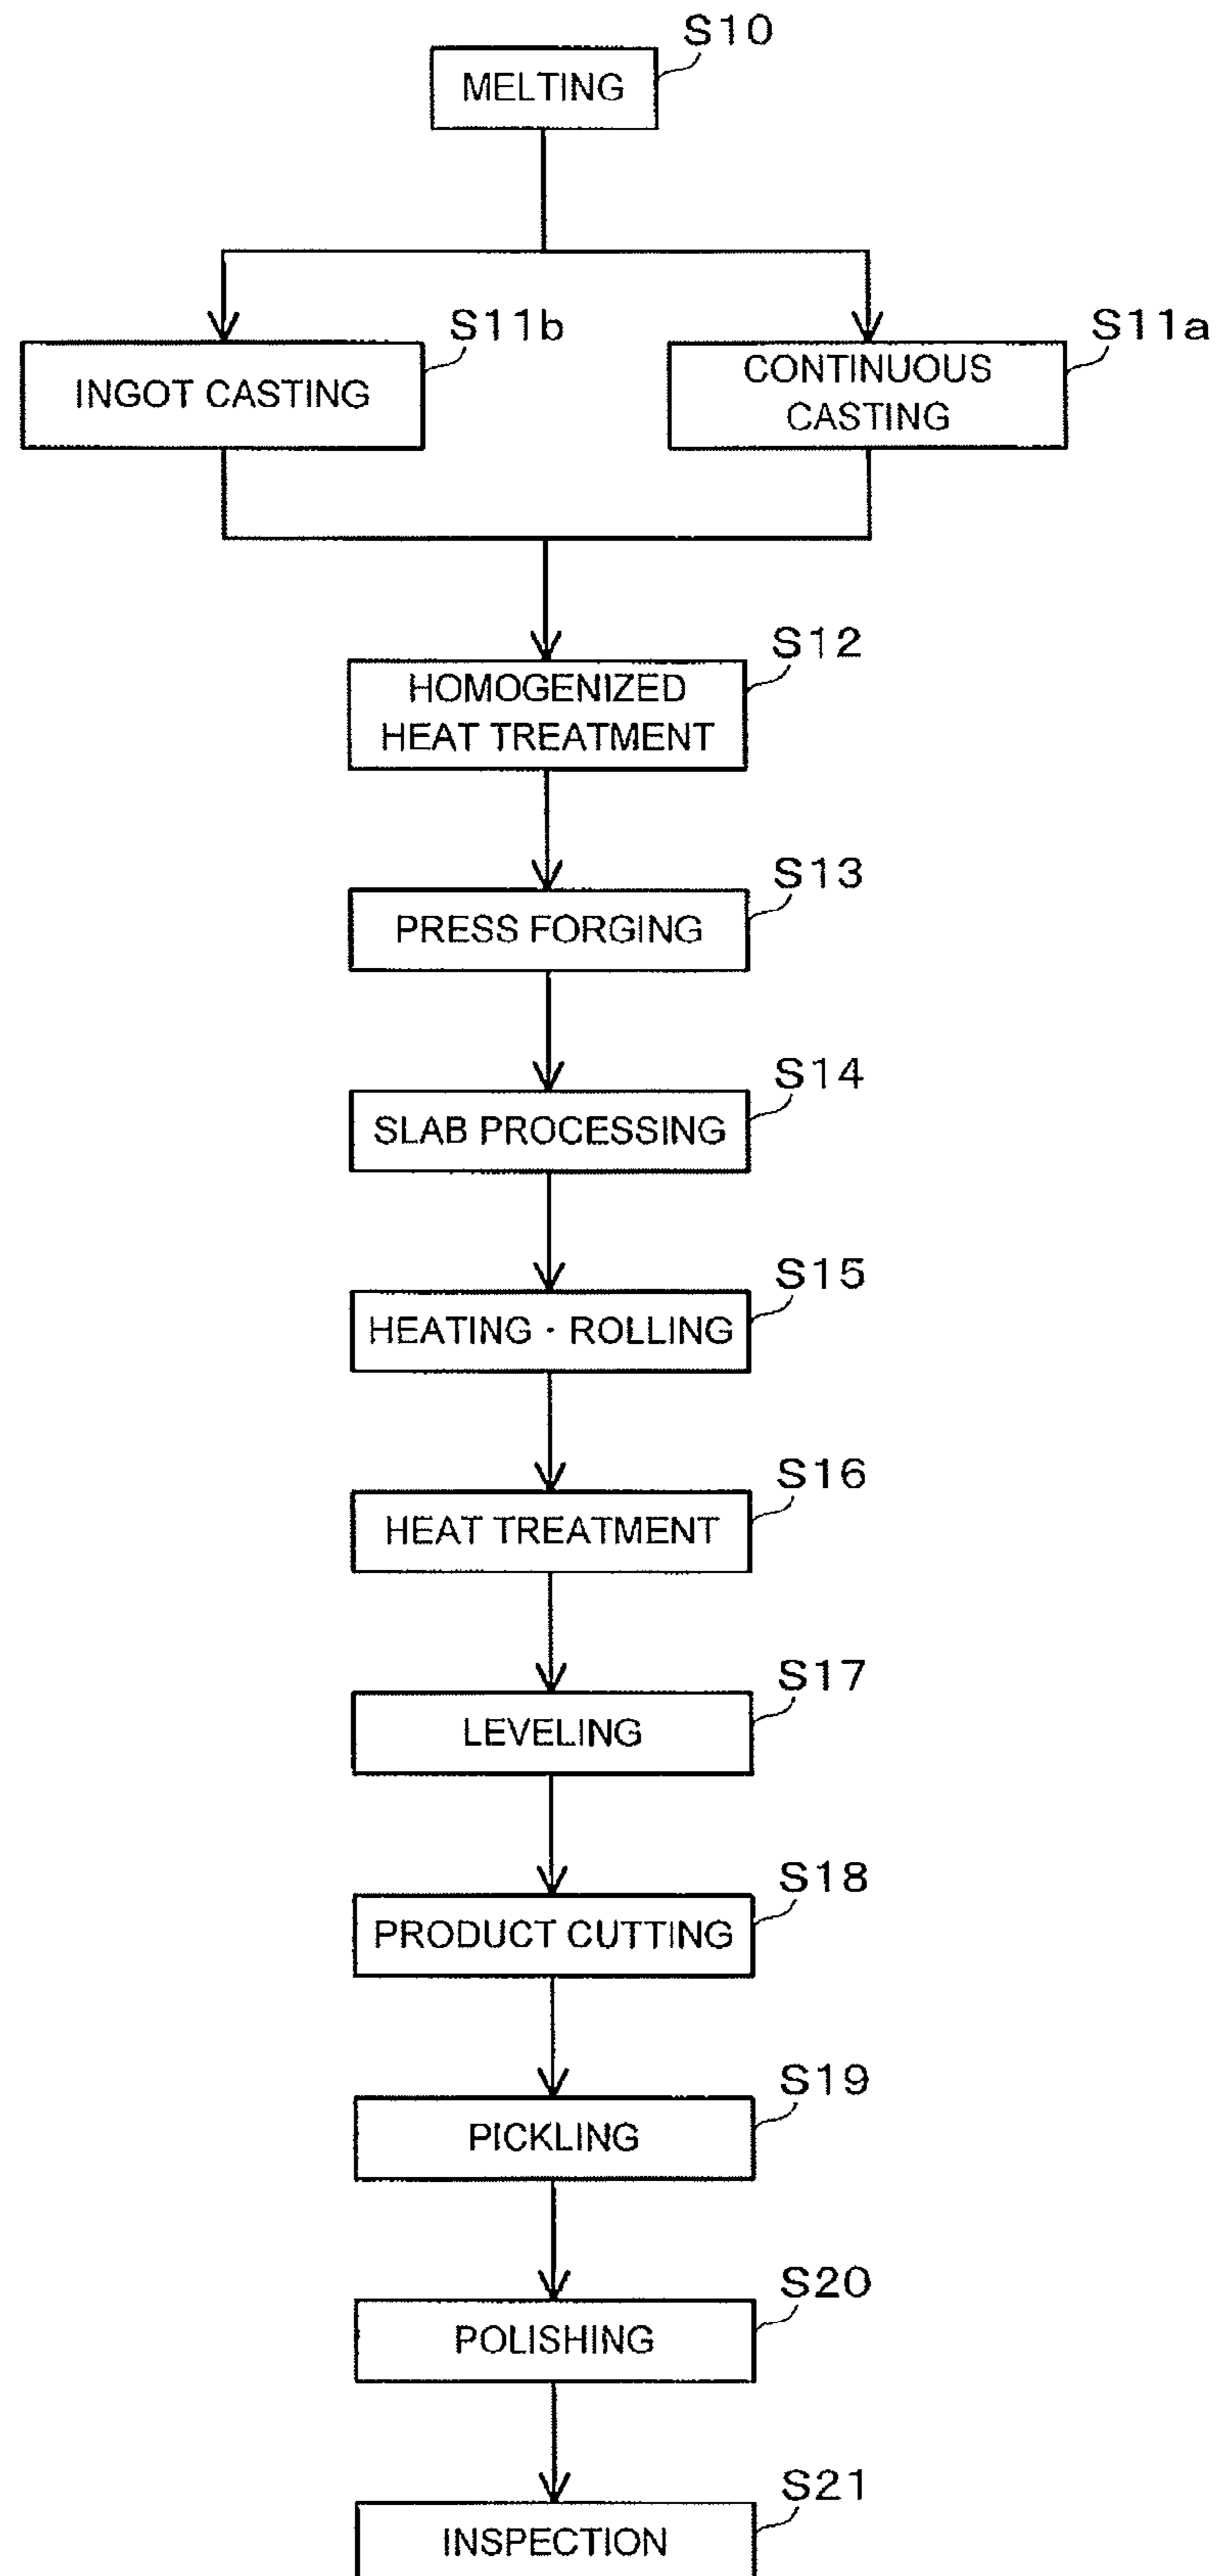 S10
MELTING
S11b
INGOT CASTING
S11a
CONTINUOUS
CASTING
S12
HOMOGENIZED
HEAT TREATMENT
S13
PRESS FORGING
S14
SLAB PROCESSING
S15
HEATING · ROLLING
S16
HEAT TREATMENT
S17
LEVELING
S18
PRODUCT CUTTING
S19
PICKLING
S20
POLISHING
S21
INSPECTION